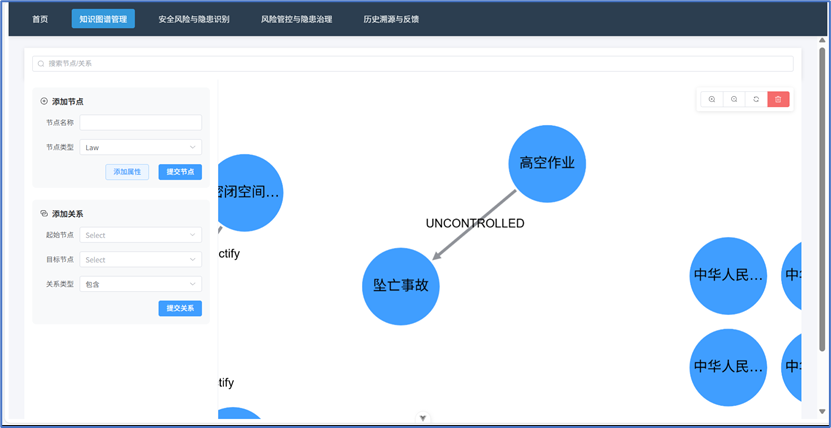 首页 知识图谱管理 安全风险与隐患识别 风险管控与隐患治理 历史溯源与反馈
搜索节点/关系
添加节点
节点名称
节点类型 Law
添加属性 提交节点
添加关系
起始节点 Select
目标节点 Select
关系类型 包含
提交关系
高空作业
密闭空间...
UNCONTROLLED
ctify
坠亡事故
中华人民... 中
中华人民... 中
tify